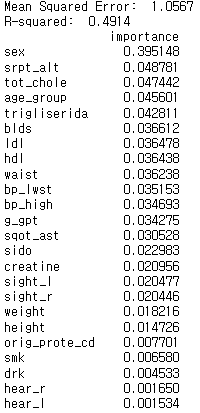 Mean Squared Error:  1.0567
R-squared:  0.4914
importance
sex 0.395148
srpt_alt 0.048781
tot_chole 0.047442
age_group 0.045601
trigliserida 0.042811
blds 0.036612
ldl 0.036478
hdl 0.036438
waist 0.036238
bp_lwst 0.035153
bp_high 0.034693
g_gpt 0.034275
sqot_ast 0.030528
sido 0.022983
creatine 0.020956
sight_l 0.020477
sight_r 0.020446
weight 0.018216
height 0.014726
orig_prote_cd 0.007701
smk 0.006580
drk 0.004533
hear_r 0.001650
hear_l 0.001534